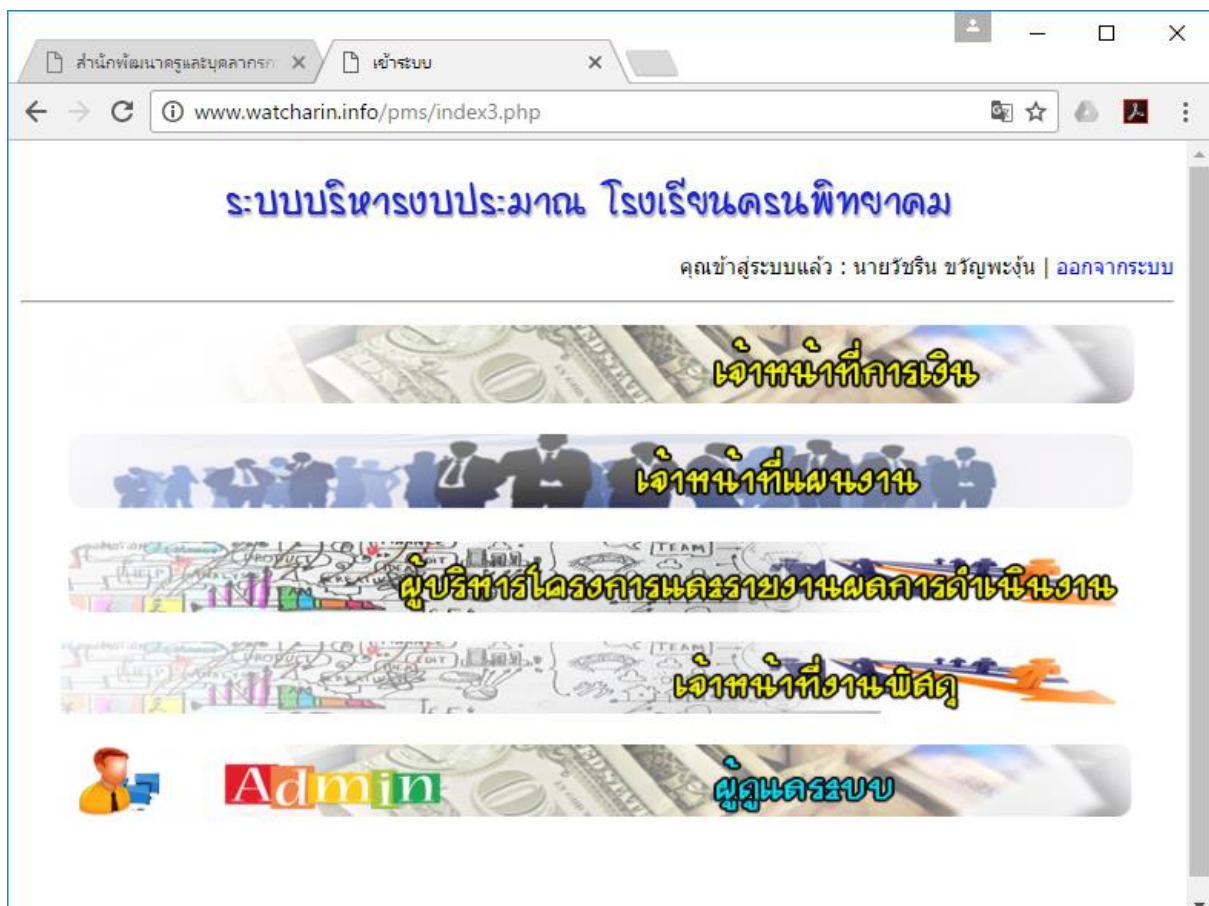 สำนักพัฒนาครูและบุคลากรก
เข้าระบบ
www.watcharin.info/pms/index3.php
ระบบบริหารงบประมาณ โรงเรียนครนพิทยาคม
คุณเข้าสู่ระบบแล้ว : นายวัชริน ขวัญพะงุ้น | ออกจากระบบ
เจ้าหน้าที่การเงิน
เจ้าหน้าที่แผนงาน
ผู้บริหารโครงการและรายงานผลการดำเนินงาน
เจ้าหน้าที่งานพัสดุ
Admin ผู้ดูแลระบบ